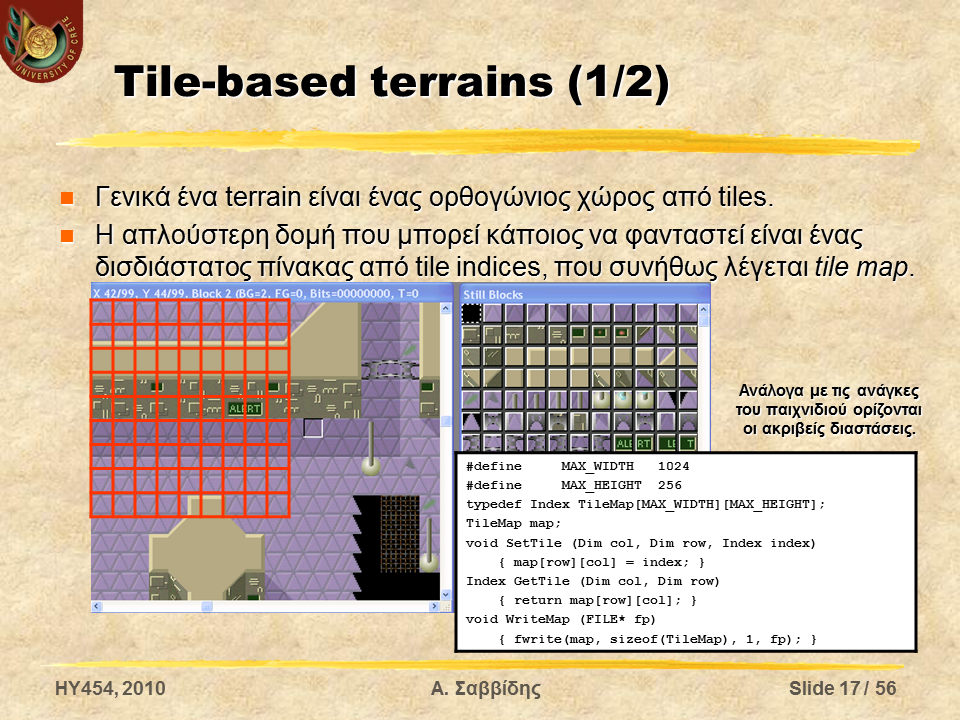 UNIVERSITY OF CRETE
Tile-based terrains (1/2)
Γενικά ένα terrain είναι ένας ορθογώνιος χώρος από tiles.
Η απλούστερη δομή που μπορεί κάποιος να φανταστεί είναι ένας
δισδιάστατος πίνακας από tile indices, που συνήθως λέγεται tile map.
X 42/99, Y 44/99, Block 2 (BG=2, FG=0, Bits=00000000, T=0
Still Blocks
ALERT
Ανάλογα με τις ανάγκες
του παιχνιδιού ορίζονται
οι ακριβείς διαστάσεις.
#define MAX_WIDTH 1024
#define MAX_HEIGHT 256
typedef Index TileMap[MAX_WIDTH][MAX_HEIGHT];
TileMap map;
void SetTile (Dim col, Dim row, Index index)
{ map[row][col] = index; }
Index GetTile (Dim col, Dim row)
{ return map[row][col]; }
void WriteMap (FILE* fp)
{ fwrite(map, sizeof(TileMap), 1, fp); }
HY454, 2010
Α. Σαββίδης
Slide 17 / 56